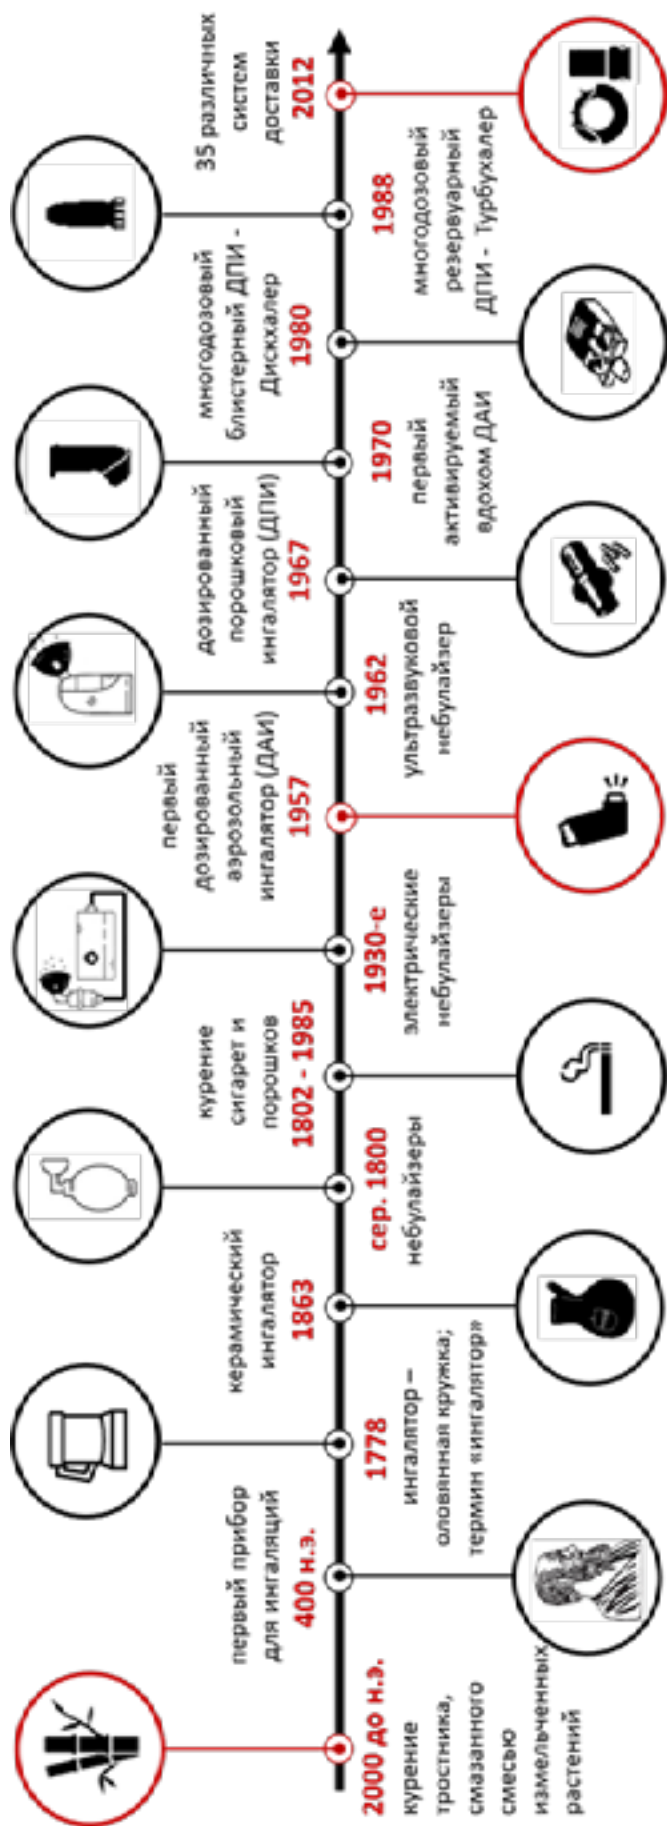 2000 до н.э.
курение
тростника,
смазанного
смесью
измельченных
растений
первый прибор
для ингаляций
400 н.э.
1778
ингалятор –
оловянная кружка;
термин «ингалятор»
керамический
ингалятор
1863
сер. 1800
небулайзеры
курение
сигарет и
порошков
1802 - 1985
1930-е
электрические
небулайзеры
первый
дозированный
аэрозольный
ингалятор (ДАИ)
1957
1962
ультразвуковой
небулайзер
дозированный
порошковый
ингалятор (ДПИ)
1967
1970
первый
активируемый
вдохом ДАИ
многодозовый
блистерный ДПИ -
Дискхалер
1980
1988
многодозовый
резервуарный
ДПИ - Турбухалер
35 различных
систем
доставки
2012